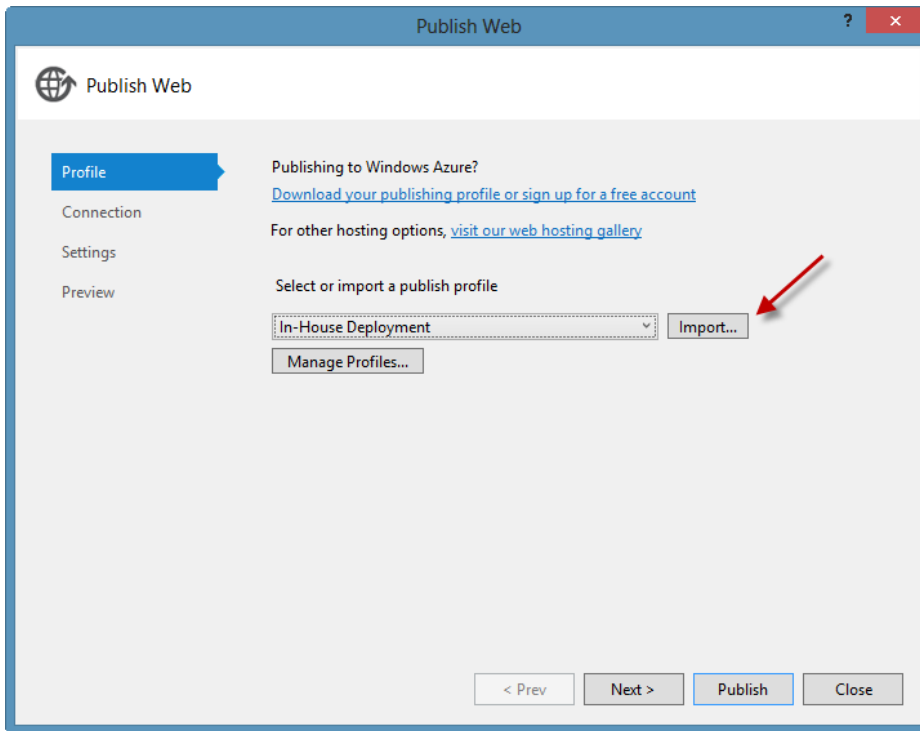 Publish Web
?
Publish Web
Profile
Connection
Settings
Preview
Publishing to Windows Azure?
Download your publishing profile or sign up for a free account
For other hosting options, visit our web hosting gallery
Select or import a publish profile
In-House Deployment
Import...
Manage Profiles...
< Prev
Next >
Publish
Close